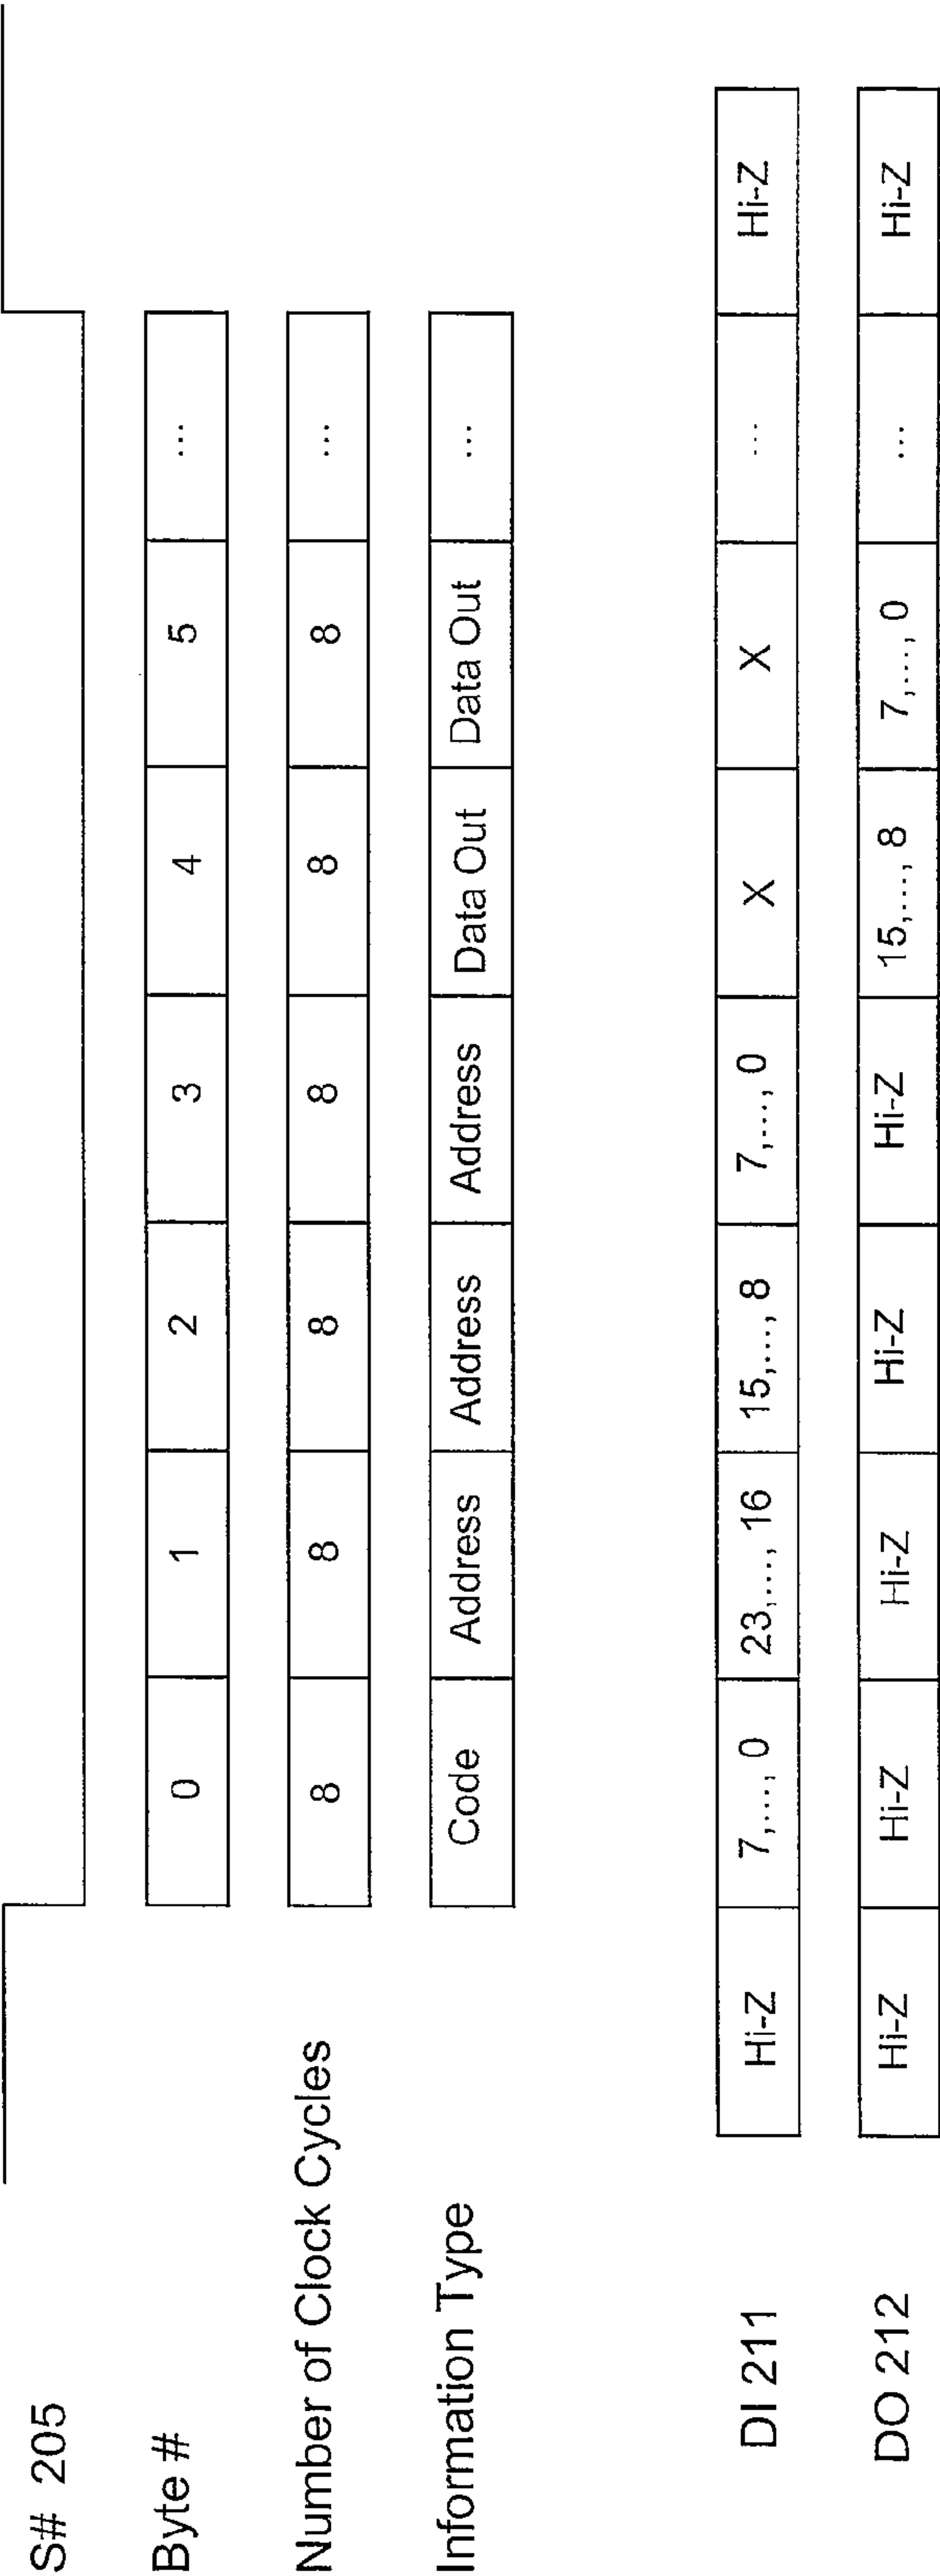 S# 205
Byte # 0 1 2 3 4 5 ...
Number of Clock Cycles 8 8 8 8 8 8 ...
Information Type Code Address Address Address Data Out Data Out ...
DI 211 Hi-Z 7,..., 0 23,..., 16 15,..., 8 7,..., 0 X X ... Hi-Z
DO 212 Hi-Z Hi-Z Hi-Z Hi-Z Hi-Z 15,..., 8 7,..., 0 ... Hi-Z